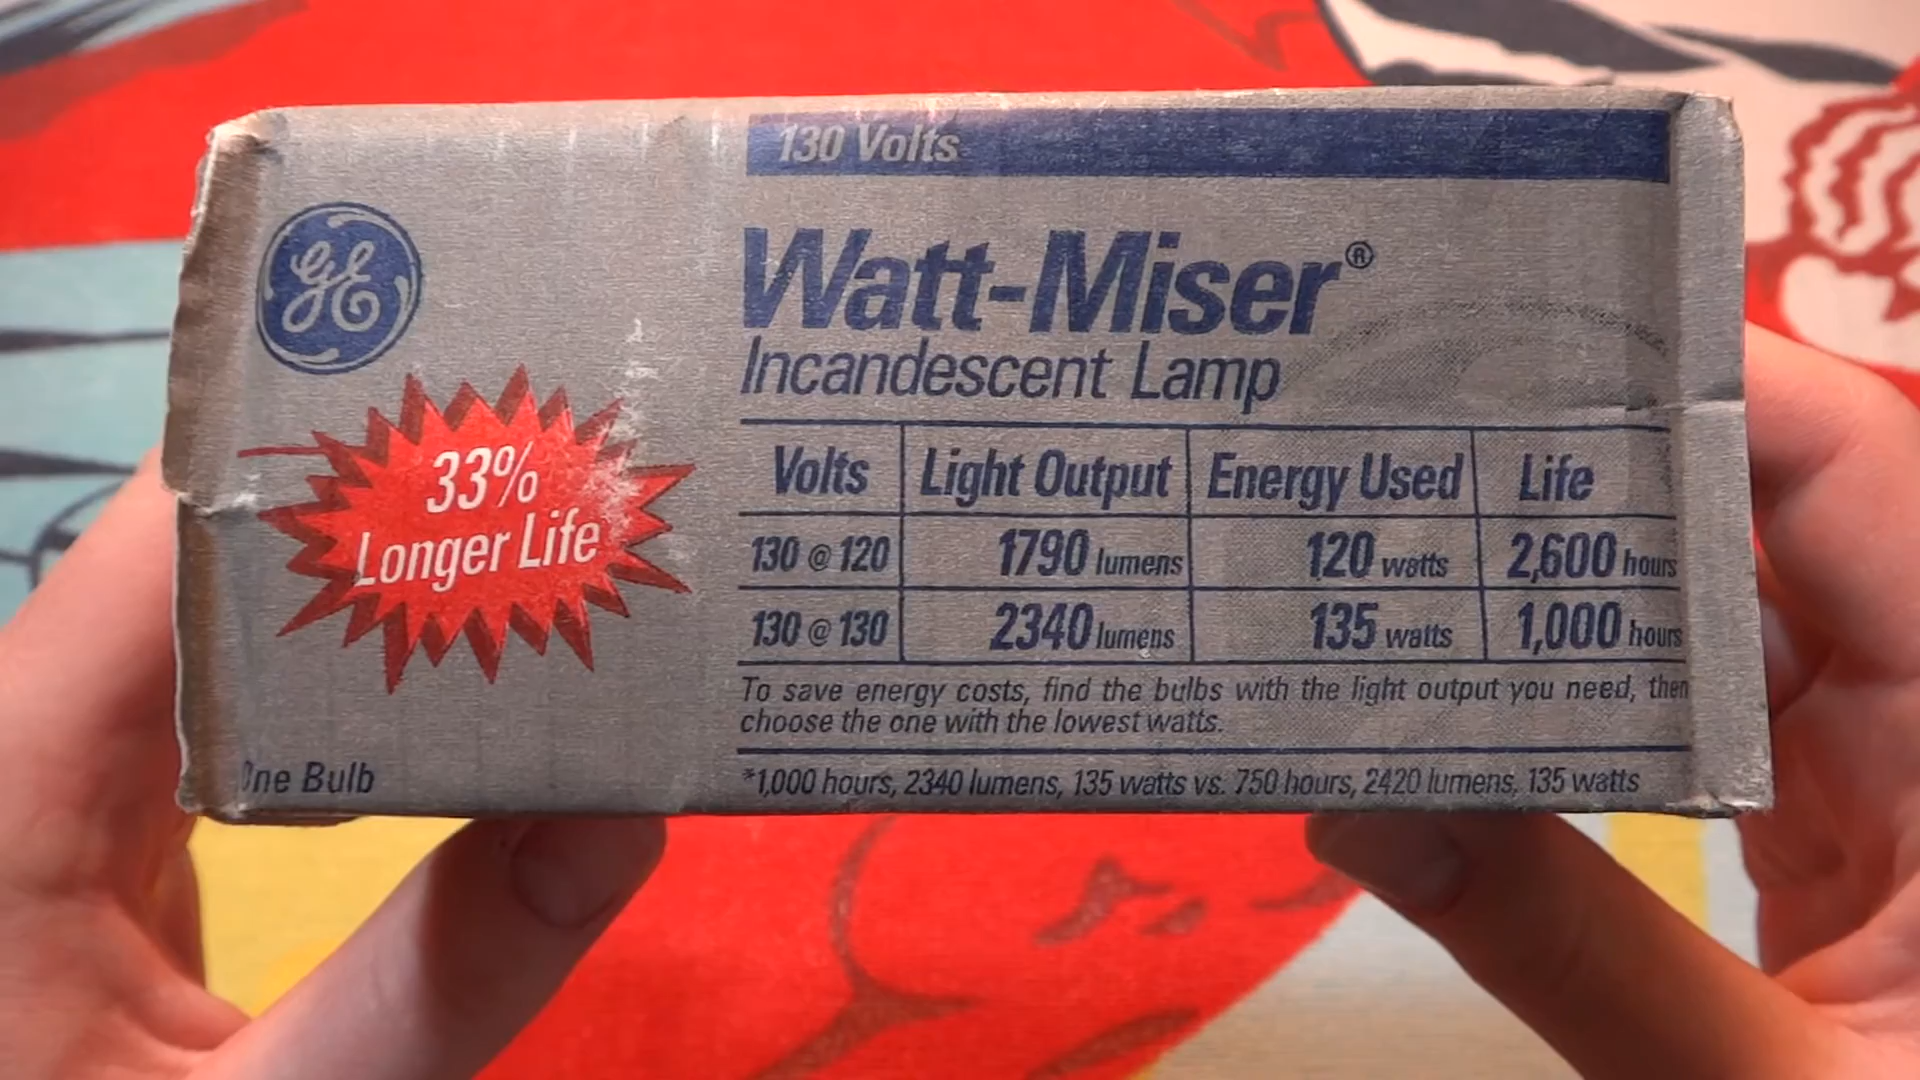 130 Volts
GE
Watt-Miser®
Incandescent Lamp
33%
Longer Life
Volts Light Output Energy Used Life
130 @ 120 1790 lumens 120 watts 2,600 hours
130 @ 130 2340 lumens 135 watts 1,000 hours
To save energy costs, find the bulbs with the light output you need, then
choose the one with the lowest watts.
One Bulb
*1,000 hours, 2340 lumens, 135 watts vs. 750 hours, 2420 lumens, 135 watts